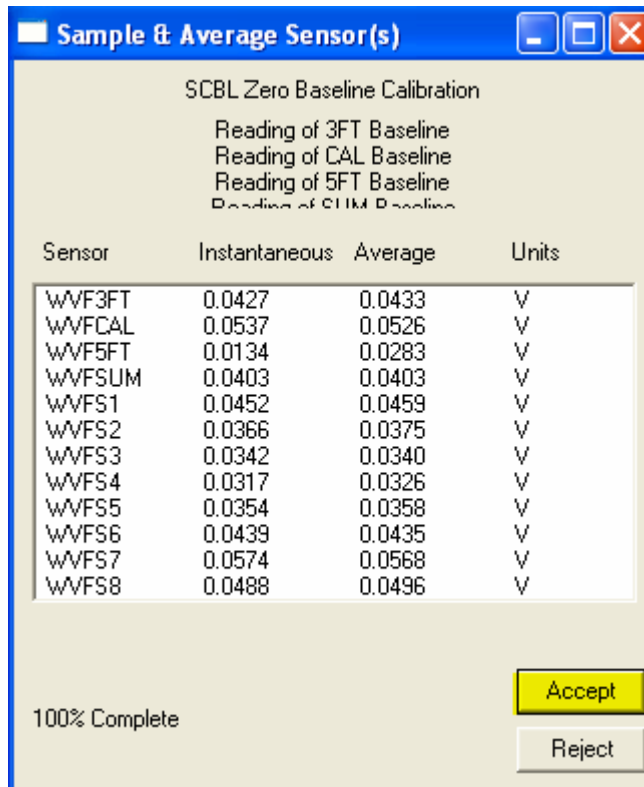 Sample & Average Sensor(s)
SCBL Zero Baseline Calibration
Reading of 3FT Baseline
Reading of CAL Baseline
Reading of 5FT Baseline
Reading of SUM Baseline
Sensor Instantaneous Average Units
WVF3FT 0.0427 0.0433 V
WVFCAL 0.0537 0.0526 V
WVF5FT 0.0134 0.0283 V
WVFSUM 0.0403 0.0403 V
WVFS1 0.0452 0.0459 V
WVFS2 0.0366 0.0375 V
WVFS3 0.0342 0.0340 V
WVFS4 0.0317 0.0326 V
WVFS5 0.0354 0.0358 V
WVFS6 0.0439 0.0435 V
WVFS7 0.0574 0.0568 V
WVFS8 0.0488 0.0496 V
Accept
100% Complete
Reject